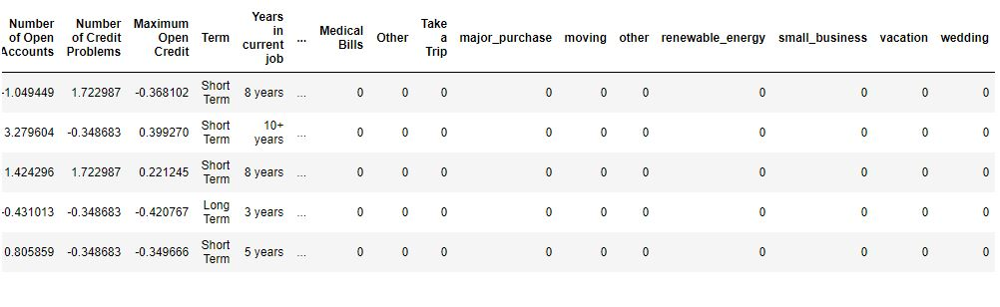 Number of Open Accounts Number of Credit Problems Maximum Open Credit Term Years in current job ... Medical Bills Other Take a Trip major_purchase moving other renewable_energy small_business vacation wedding
-1.049449 1.722987 -0.368102 Short Term 8 years ... 0 0 0 0 0 0 0 0 0 0
3.279604 -0.348683 0.399270 Short Term 10+ years ... 0 0 0 0 0 0 0 0 0 0
1.424296 1.722987 0.221245 Short Term 8 years ... 0 0 0 0 0 0 0 0 0 0
-0.431013 -0.348683 -0.420767 Long Term 3 years ... 0 0 0 0 0 0 0 0 0 0
0.805859 -0.348683 -0.349666 Short Term 5 years ... 0 0 0 0 0 0 0 0 0 0